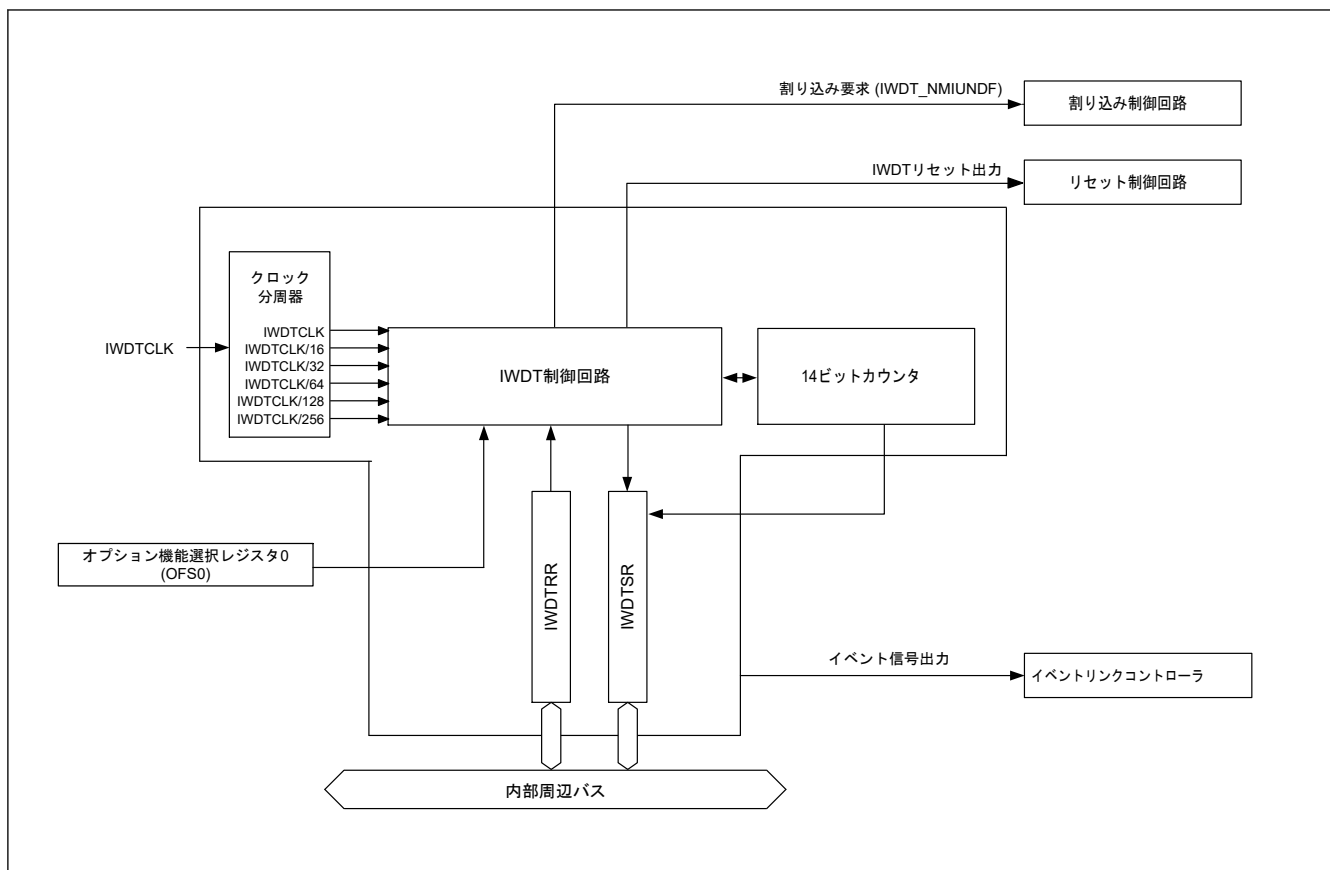 割り込み要求 (IWDT_NMIUNDF)
割り込み制御回路
IWDTリセット出力
リセット制御回路
クロック
分周器
IWDTCLK
IWDTCLK
IWDTCLK/16
IWDTCLK/32
IWDTCLK/64
IWDTCLK/128
IWDTCLK/256
IWDT制御回路
14ビットカウンタ
オプション機能選択レジスタ0
(OFS0)
IWDTRR
IWDTSR
イベント信号出力
イベントリンクコントローラ
内部周辺バス